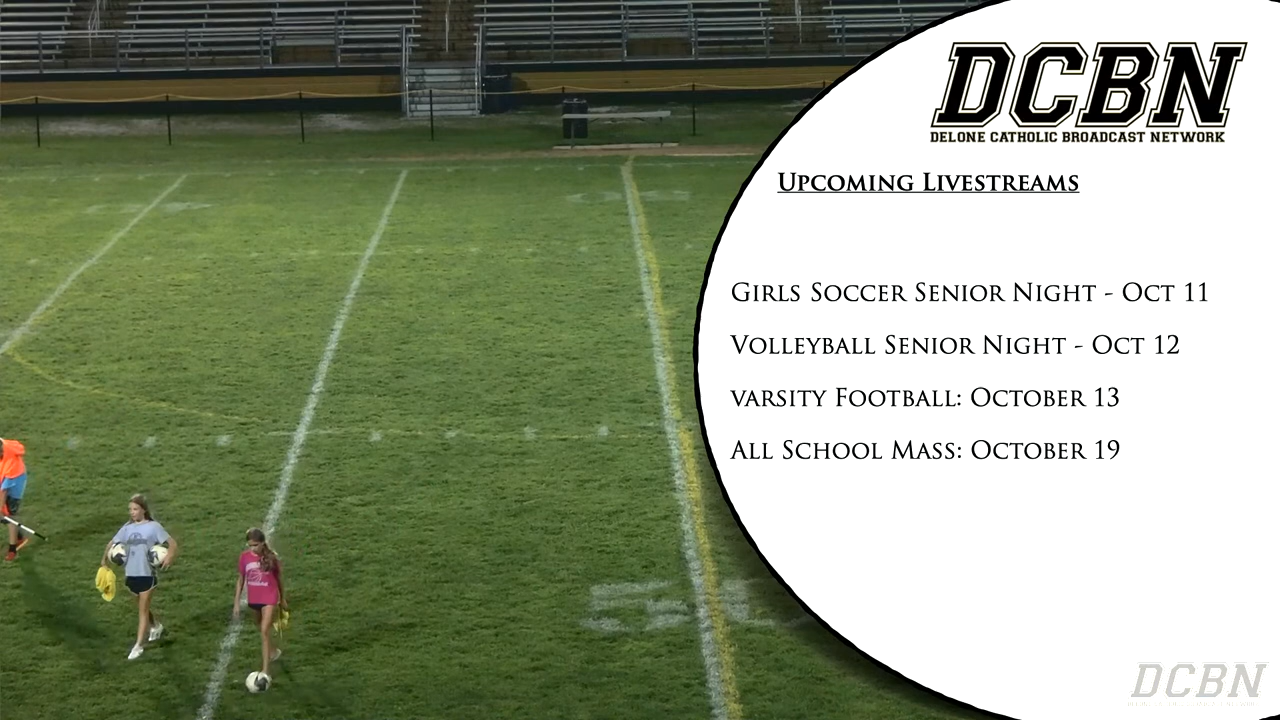 DCBN
DELONE CATHOLIC BROADCAST NETWORK
UPCOMING LIVESTREAMS
GIRLS SOCCER SENIOR NIGHT - OCT 11
VOLLEYBALL SENIOR NIGHT - OCT 12
VARSITY FOOTBALL: OCTOBER 13
ALL SCHOOL MASS: OCTOBER 19
DCBN